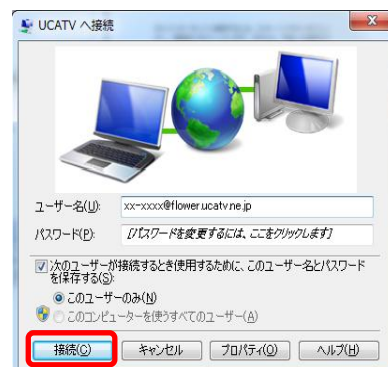 UCATV へ接続
ユーザー名(U): xx-xxxx@flower.ucatv.ne.jp
パスワード(P): [パスワードを変更するには、ここをクリックします]
次のユーザーが接続するとき使用するために、このユーザー名とパスワード
を保存する(S):
このユーザーのみ(N)
このコンピューターを使うすべてのユーザー(A)
接続(C) キャンセル プロパティ(O) ヘルプ(H)